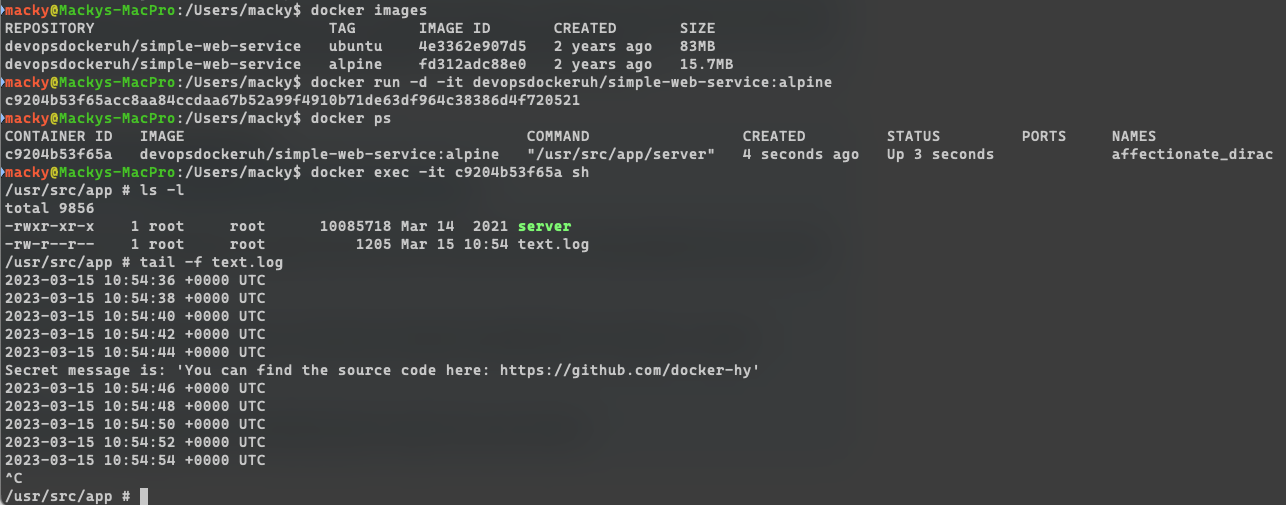 macky@Mackys-MacPro:/Users/macky$ docker images
REPOSITORY                          TAG       IMAGE ID       CREATED       SIZE
devopsdockeruh/simple-web-service   ubuntu    4e3362e907d5   2 years ago   83MB
devopsdockeruh/simple-web-service   alpine    fd312adc88e0   2 years ago   15.7MB
macky@Mackys-MacPro:/Users/macky$ docker run -d -it devopsdockeruh/simple-web-service:alpine
c9204b53f65acc8aa84ccdaa67b52a99f4910b71de63df964c38386d4f720521
macky@Mackys-MacPro:/Users/macky$ docker ps
CONTAINER ID   IMAGE                                      COMMAND                 CREATED         STATUS         PORTS     NAMES
c9204b53f65a   devopsdockeruh/simple-web-service:alpine   "/usr/src/app/server"   4 seconds ago   Up 3 seconds             affectionate_dirac
macky@Mackys-MacPro:/Users/macky$ docker exec -it c9204b53f65a sh
/usr/src/app # ls -l
total 9856
-rwxr-xr-x    1 root     root      10085718 Mar 14  2021 server
-rw-r--r--    1 root     root          1205 Mar 15 10:54 text.log
/usr/src/app # tail -f text.log
2023-03-15 10:54:36 +0000 UTC
2023-03-15 10:54:38 +0000 UTC
2023-03-15 10:54:40 +0000 UTC
2023-03-15 10:54:42 +0000 UTC
2023-03-15 10:54:44 +0000 UTC
Secret message is: 'You can find the source code here: https://github.com/docker-hy'
2023-03-15 10:54:46 +0000 UTC
2023-03-15 10:54:48 +0000 UTC
2023-03-15 10:54:50 +0000 UTC
2023-03-15 10:54:52 +0000 UTC
2023-03-15 10:54:54 +0000 UTC
^C
/usr/src/app #